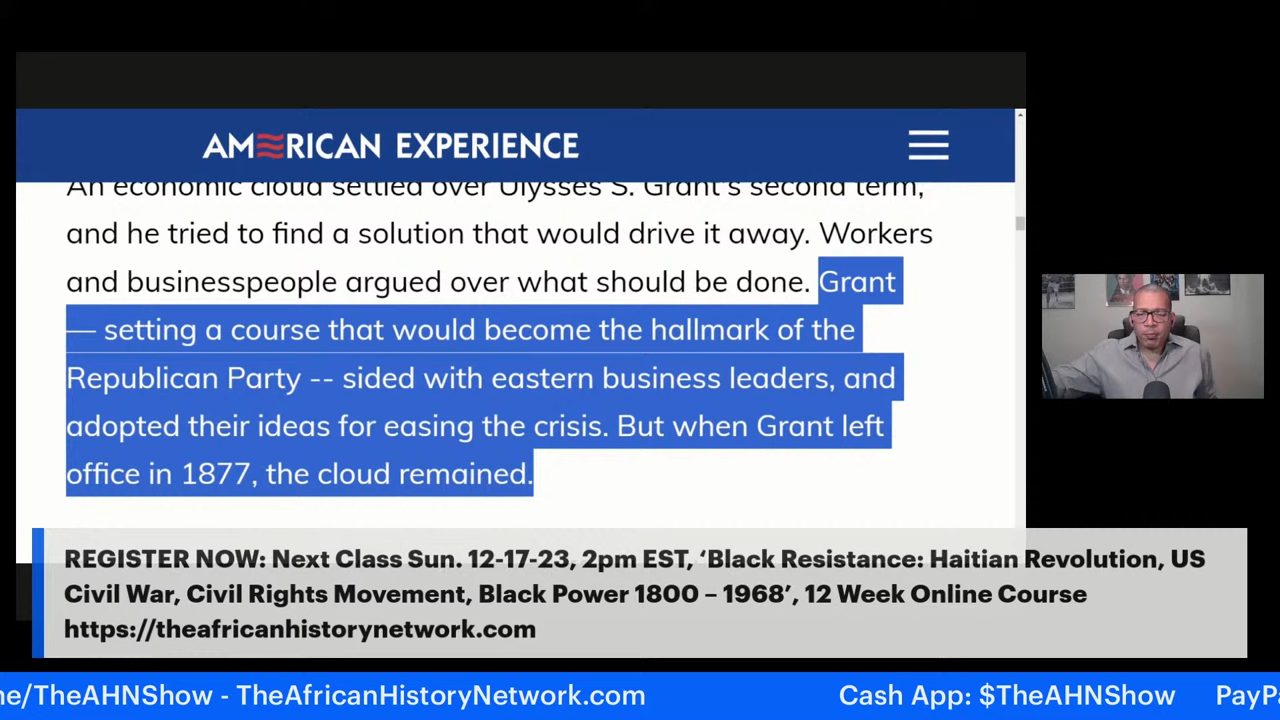 AMERICAN EXPERIENCE
An economic cloud settled over Ulysses S. Grant's second term,
and he tried to find a solution that would drive it away. Workers
and businesspeople argued over what should be done. Grant
— setting a course that would become the hallmark of the
Republican Party -- sided with eastern business leaders, and
adopted their ideas for easing the crisis. But when Grant left
office in 1877, the cloud remained.
REGISTER NOW: Next Class Sun. 12-17-23, 2pm EST, ‘Black Resistance: Haitian Revolution, US
Civil War, Civil Rights Movement, Black Power 1800 – 1968’, 12 Week Online Course
https://theafricanhistorynetwork.com
me/TheAHNShow - TheAfricanHistoryNetwork.com Cash App: $TheAHNShow PayPa